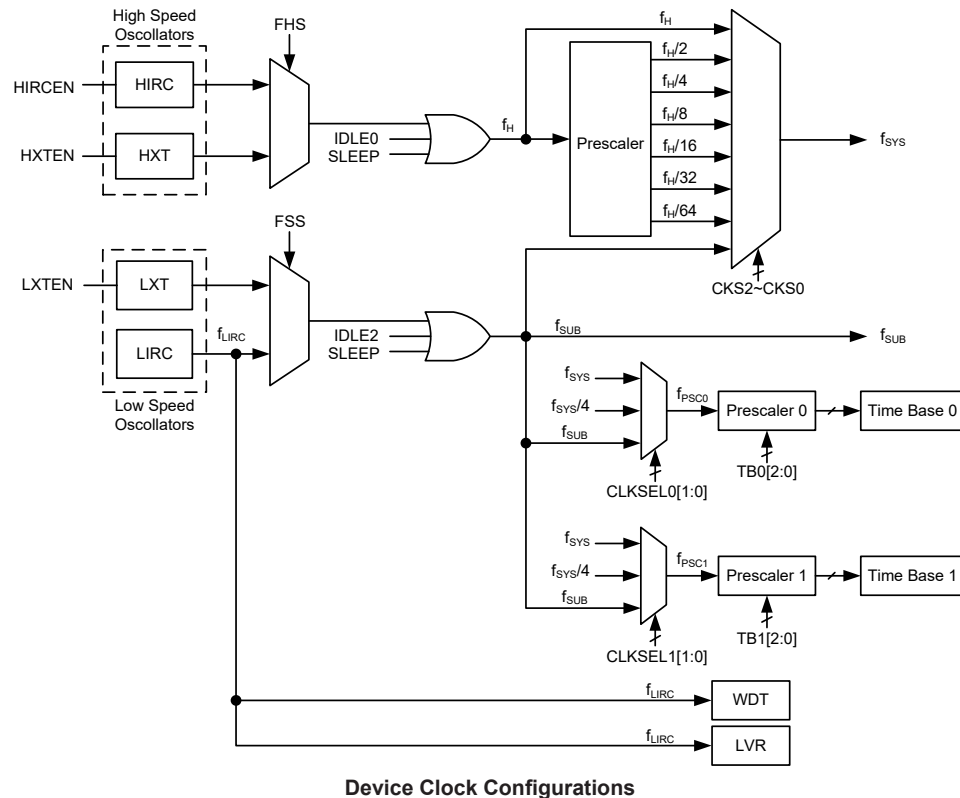 High Speed
Oscollators
FHS
HIRCEN
HIRC
HXTEN
HXT
IDLE0
SLEEP
fH
Prescaler
fH
fH/2
fH/4
fH/8
fH/16
fH/32
fH/64
fSYS
CKS2~CKS0
FSS
LXTEN
LXT
LIRC
fLIRC
Low Speed
Oscollators
IDLE2
SLEEP
fSUB
fSUB
fSYS
fSYS/4
fSUB
fPSC0
Prescaler 0
Time Base 0
TB0[2:0]
CLKSEL0[1:0]
fSYS
fSYS/4
fSUB
fPSC1
Prescaler 1
Time Base 1
TB1[2:0]
CLKSEL1[1:0]
fLIRC
WDT
fLIRC
LVR
Device Clock Configurations